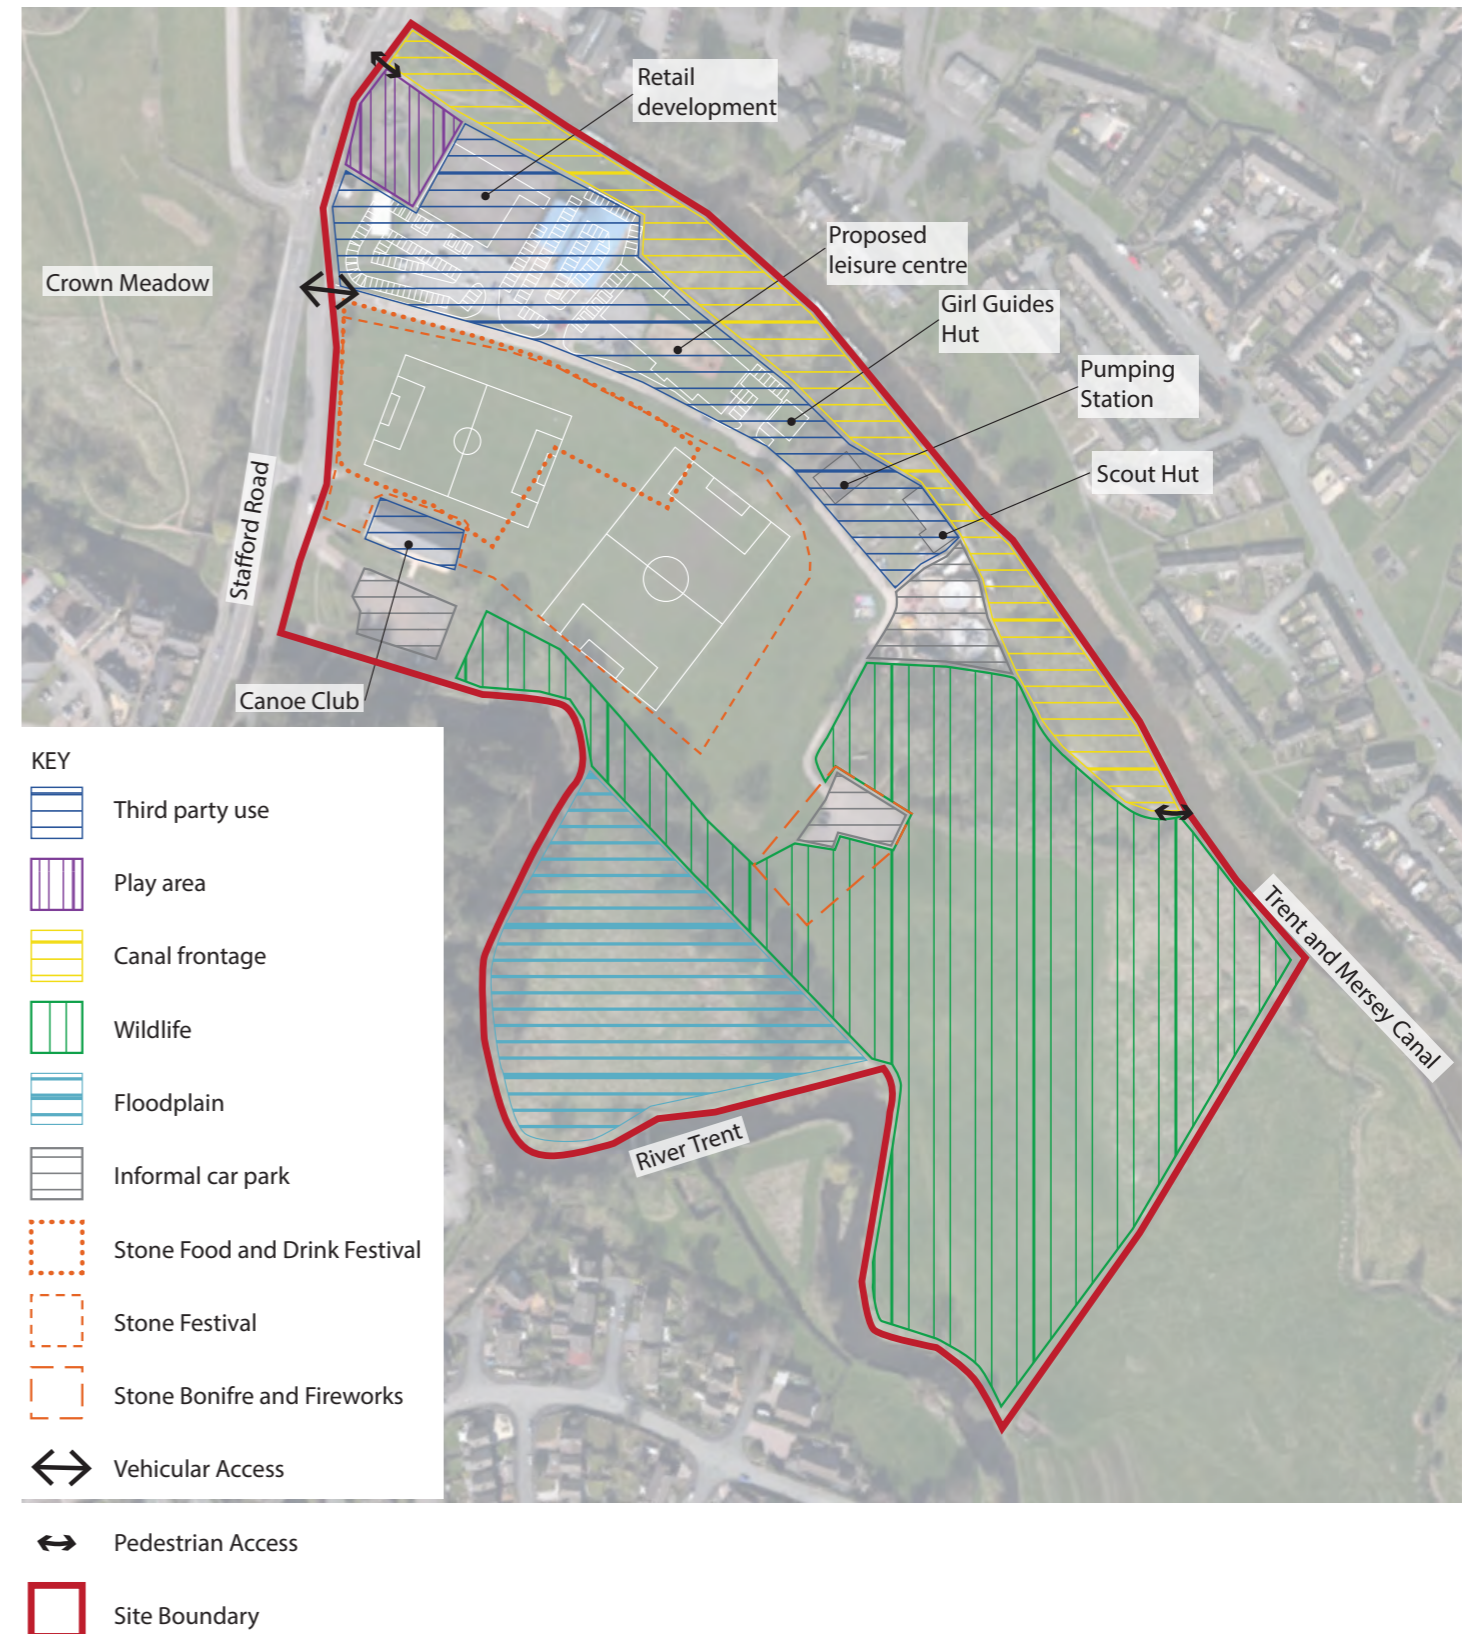 Retail
development
Proposed
leisure centre
Crown Meadow
Girl Guides
Hut
Pumping
Station
Scout Hut
Stafford Road
Canoe Club
Trent and Mersey Canal
River Trent
KEY
Third party use
Play area
Canal frontage
Wildlife
Floodplain
Informal car park
Stone Food and Drink Festival
Stone Festival
Stone Bonifre and Fireworks
Vehicular Access
Pedestrian Access
Site Boundary